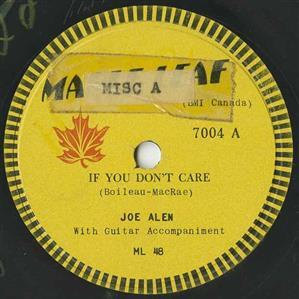 MISC A
(BMI Canada)
7004 A
IF YOU DON'T CARE
(Boileau-MacRae)
JOE ALEN
With Guitar Accompaniment
ML 48